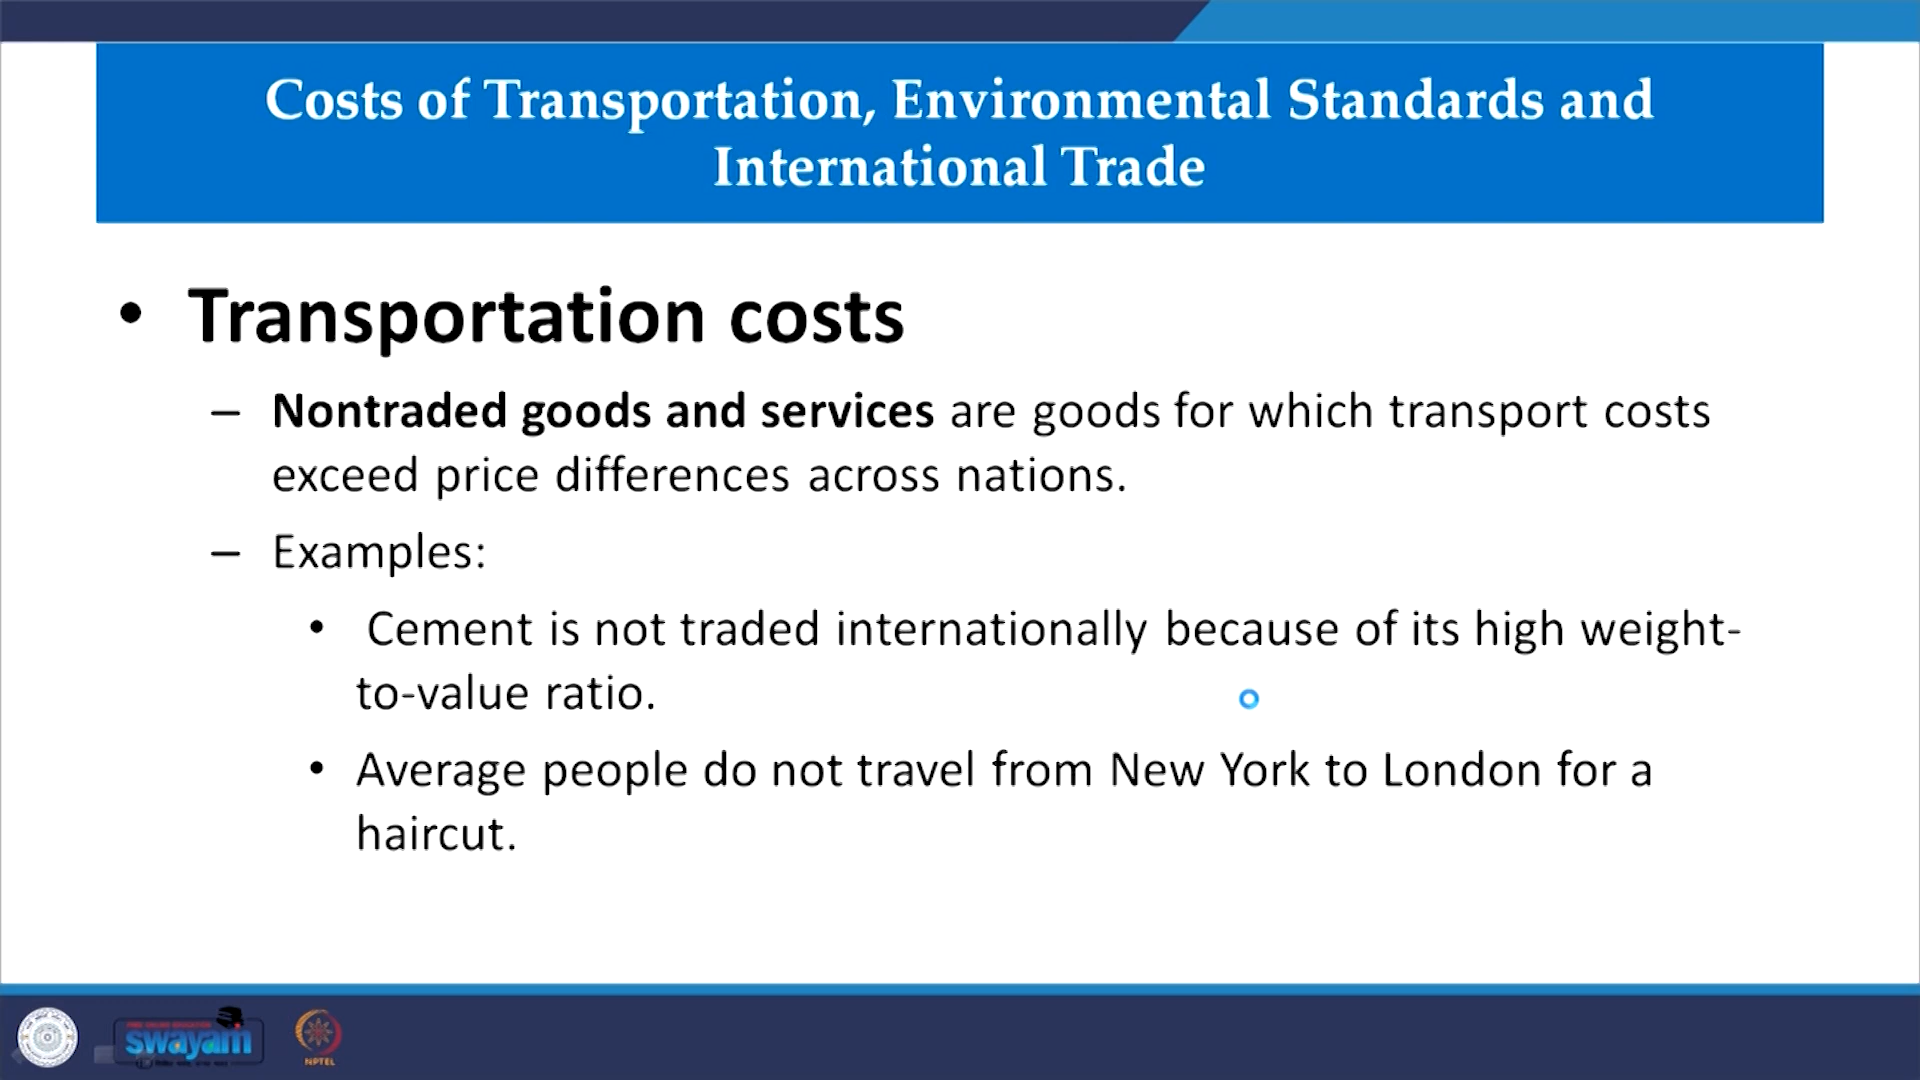 Costs of Transportation, Environmental Standards and
International Trade
• Transportation costs
– Nontraded goods and services are goods for which transport costs
exceed price differences across nations.
– Examples:
• Cement is not traded internationally because of its high weight-
to-value ratio.
• Average people do not travel from New York to London for a
haircut.
swayam
NPTEL